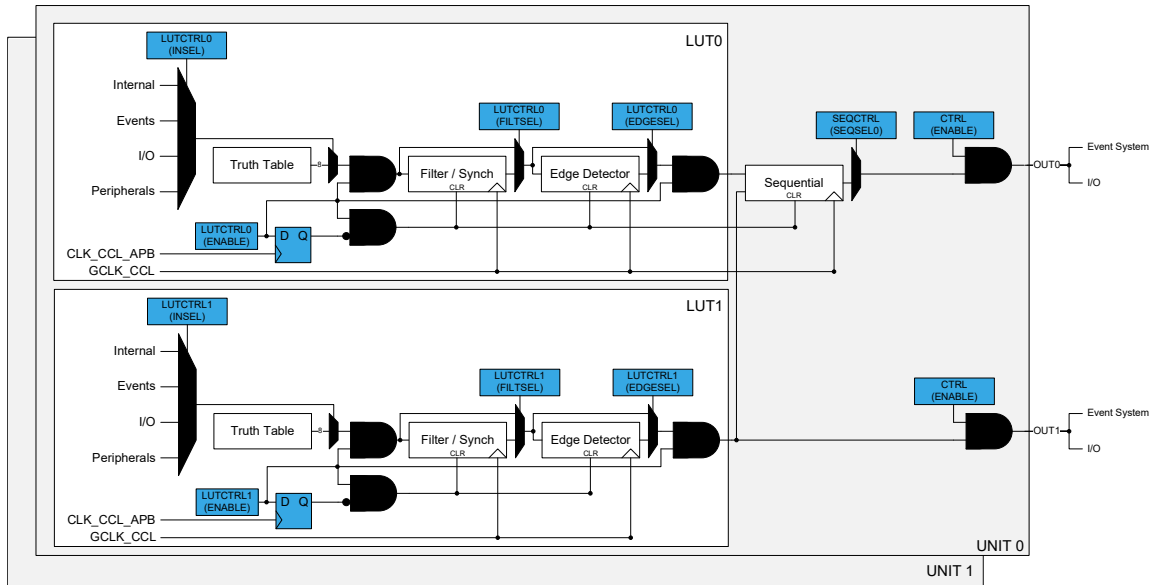 LUTCTRL0
(INSEL)
LUT0
Internal
Events
I/O
Peripherals
Truth Table
8
LUTCTRL0
(FILTSEL)
LUTCTRL0
(EDGESEL)
Filter / Synch
CLR
Edge Detector
CLR
LUTCTRL0
(ENABLE)
D Q
CLK_CCL_APB
GCLK_CCL
SEQCTRL
(SEQSEL0)
Sequential
CLR
CTRL
(ENABLE)
OUT0
Event System
I/O
LUTCTRL1
(INSEL)
LUT1
Internal
Events
I/O
Peripherals
Truth Table
8
LUTCTRL1
(FILTSEL)
LUTCTRL1
(EDGESEL)
Filter / Synch
CLR
Edge Detector
CLR
LUTCTRL1
(ENABLE)
D Q
CLK_CCL_APB
GCLK_CCL
CTRL
(ENABLE)
OUT1
Event System
I/O
UNIT 0
UNIT 1